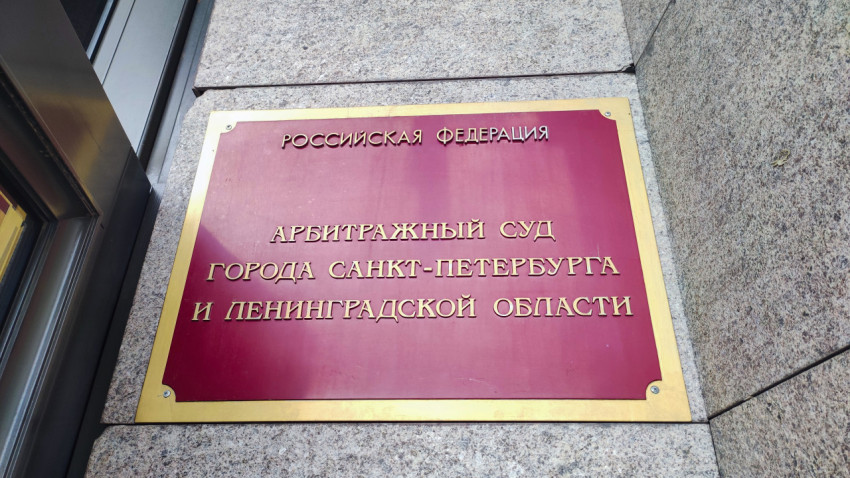 РОССИЙСКАЯ ФЕДЕРАЦИЯ
АРБИТРАЖНЫЙ СУД
ГОРОДА САНКТ-ПЕТЕРБУРГА
И ЛЕНИНГРАДСКОЙ ОБЛАСТИ